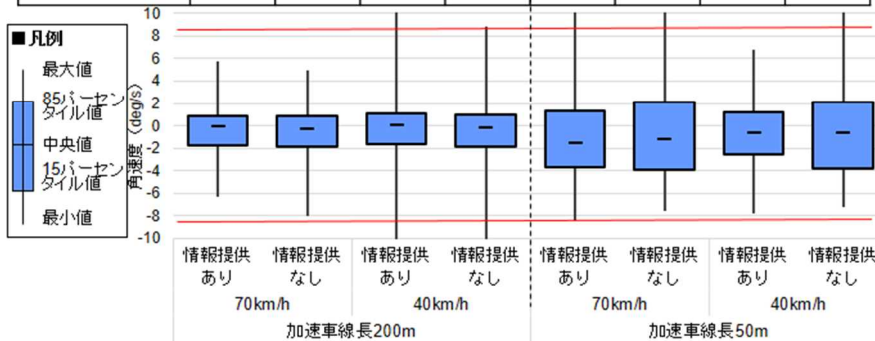 ■凡例
最大値
85パーセン
タイル値
中央値
15パーセン
タイル値
最小値
角速度（deg/s）
10
8
6
4
2
0
-2
-4
-6
-8
-10
情報提供
あり
情報提供
なし
情報提供
あり
情報提供
なし
情報提供
あり
情報提供
なし
情報提供
あり
情報提供
なし
70km/h
40km/h
70km/h
40km/h
加速車線長200m
加速車線長50m